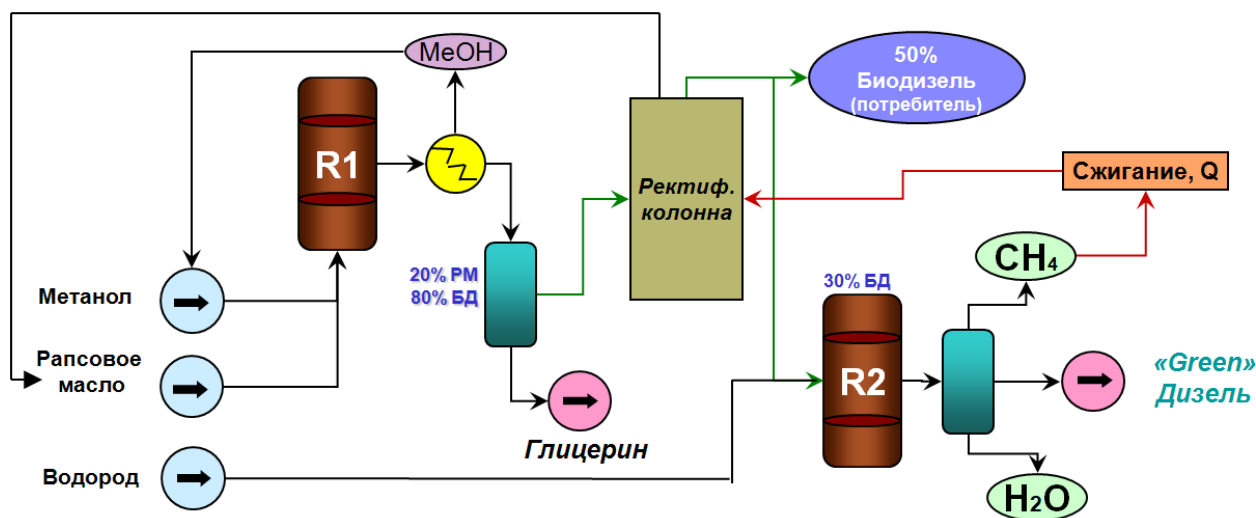 MeOH
50%
Биодизель
(потребитель)
R1
Ректиф.
колонна
Сжигание, Q
CH₄
20% РМ
80% БД
30% БД
Метанол
Рапсовое
масло
R2
«Green»
Дизель
Глицерин
Водород
H₂O